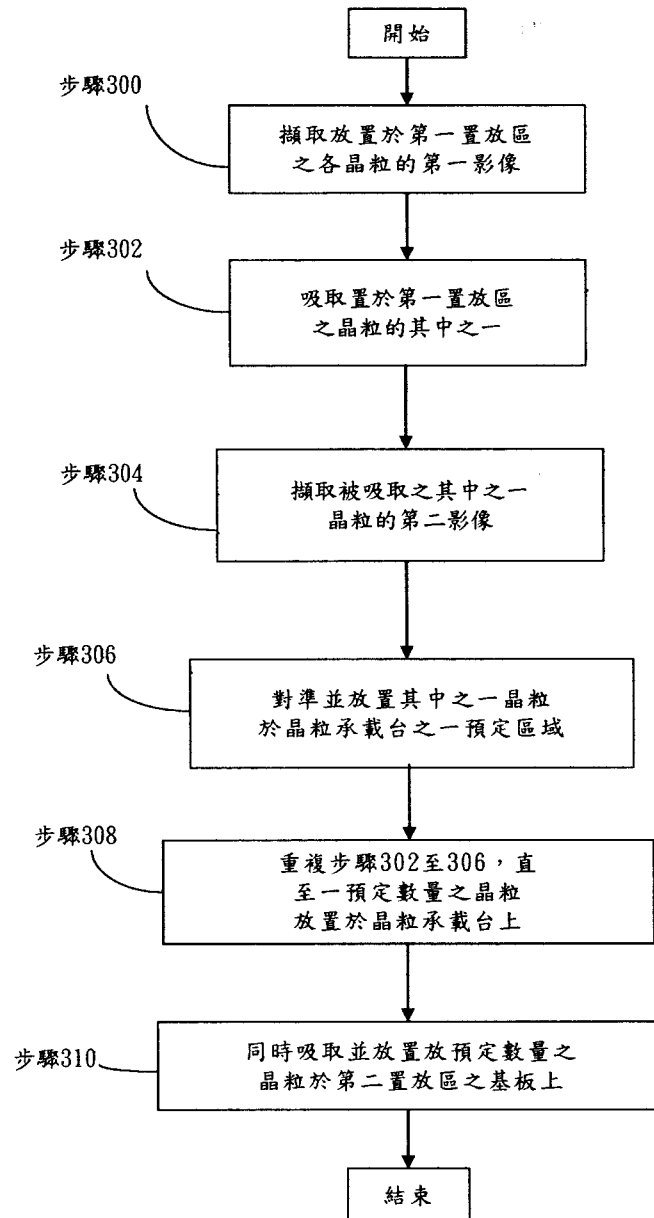 開始
步驟300
擷取放置於第一置放區
之各晶粒的第一影像
步驟302
吸取置於第一置放區
之晶粒的其中之一
步驟304
擷取被吸取之其中之一
晶粒的第二影像
步驟306
對準並放置其中之一晶粒
於晶粒承載台之一預定區域
步驟308
重複步驟302至306，直
至一預定數量之晶粒
放置於晶粒承載台上
步驟310
同時吸取並放置放預定數量之
晶粒於第二置放區之基板上
結束